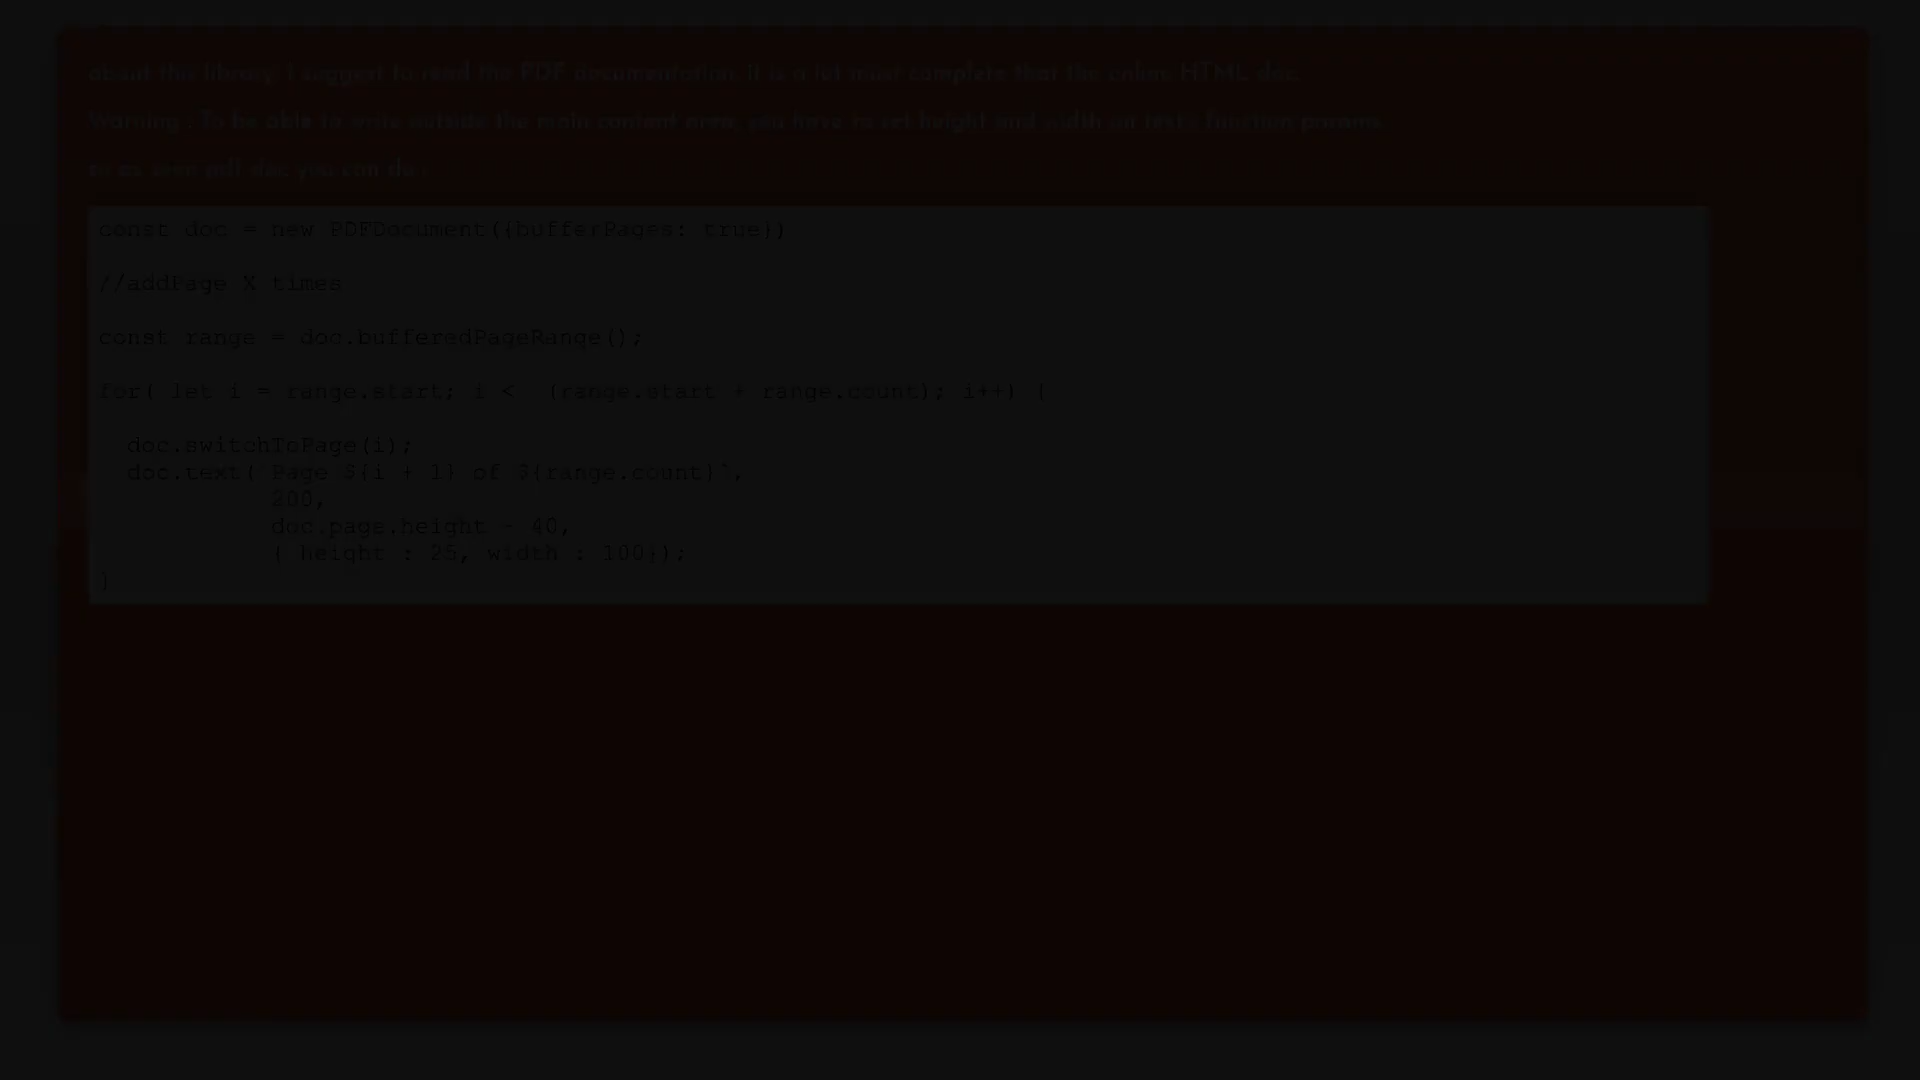 about this library, I suggest to read the PDF documentation, it is a lot most complete that the online HTML doc.
Warning : To be able to write outside the main content area, you have to set height and width on text's function params.
so as seen pdf doc you can do :
const doc = new PDFDocument({bufferPages: true})
//addPage X times
const range = doc.bufferedPageRange();
for( let i = range.start; i <  (range.start + range.count); i++) {
  doc.switchToPage(i);
  doc.text(`Page ${i + 1} of ${range.count}`,
            200,
            doc.page.height - 40,
            { height : 25, width : 100});
}